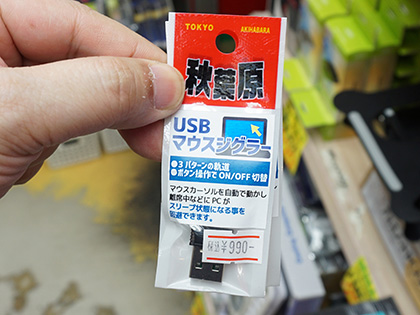 TOKYO AKIHABARA
秋葉原
USB
マウスジグラー
●3パターンの軌道
●ボタン操作でON/OFF切替
マウスカーソルを自動で動かし
離席中などにPCが
スリープ状態になる事を
回避できます。
税込¥990-